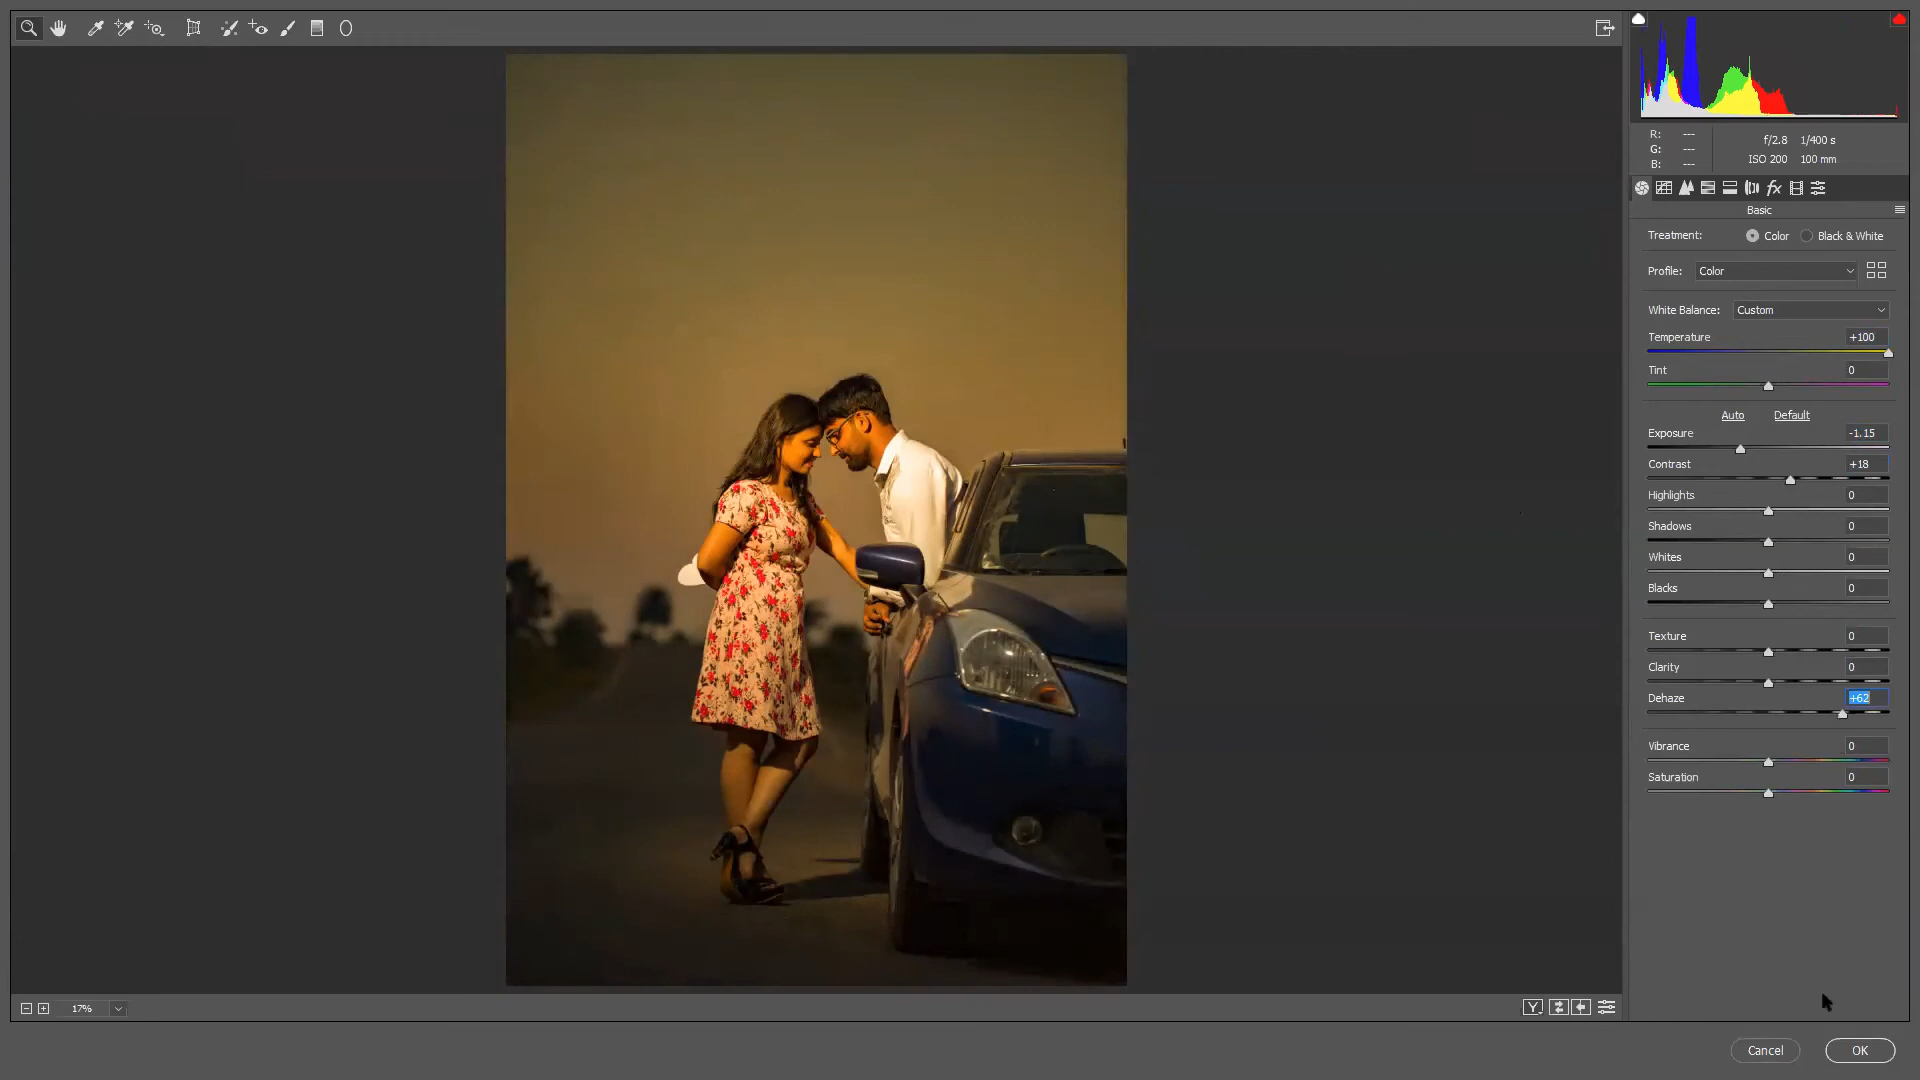 R: ---
G: ---
B: ---
f/2.8 1/400 s
ISO 200 100 mm
fx
Basic
Treatment: Color Black & White
Profile: Color
White Balance: Custom
Temperature +100
Tint 0
Auto Default
Exposure -1.15
Contrast +18
Highlights 0
Shadows 0
Whites 0
Blacks 0
Texture 0
Clarity 0
Dehaze +62
Vibrance 0
Saturation 0
17%
Y
Cancel OK